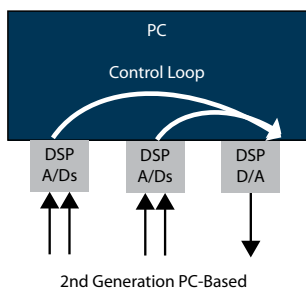 PC
Control Loop
DSP
A/Ds
DSP
A/Ds
DSP
D/A
2nd Generation PC-Based